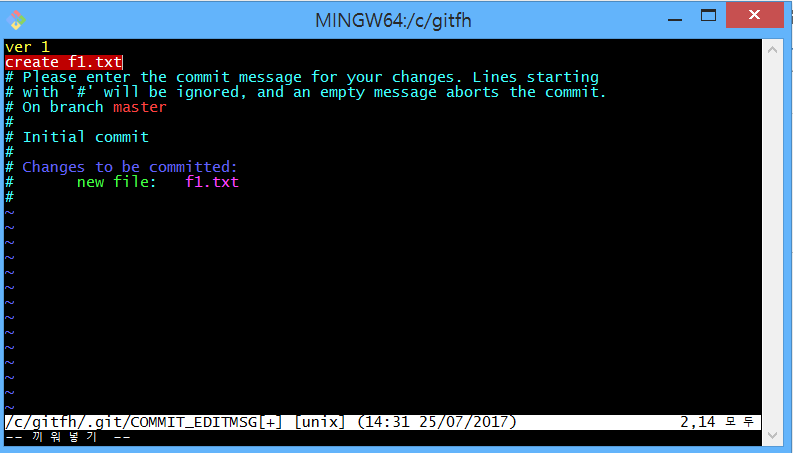 MINGW64:/c/gitfh
ver 1
create f1.txt
# Please enter the commit message for your changes. Lines starting
# with '#' will be ignored, and an empty message aborts the commit.
# On branch master
#
# Initial commit
#
# Changes to be committed:
#       new file:   f1.txt
#
~
~
~
~
~
~
~
~
~
~
~
~
~
~
/c/gitfh/.git/COMMIT_EDITMSG[+] [unix] (14:31 25/07/2017) 2,14 모두
-- 끼워넣기 --